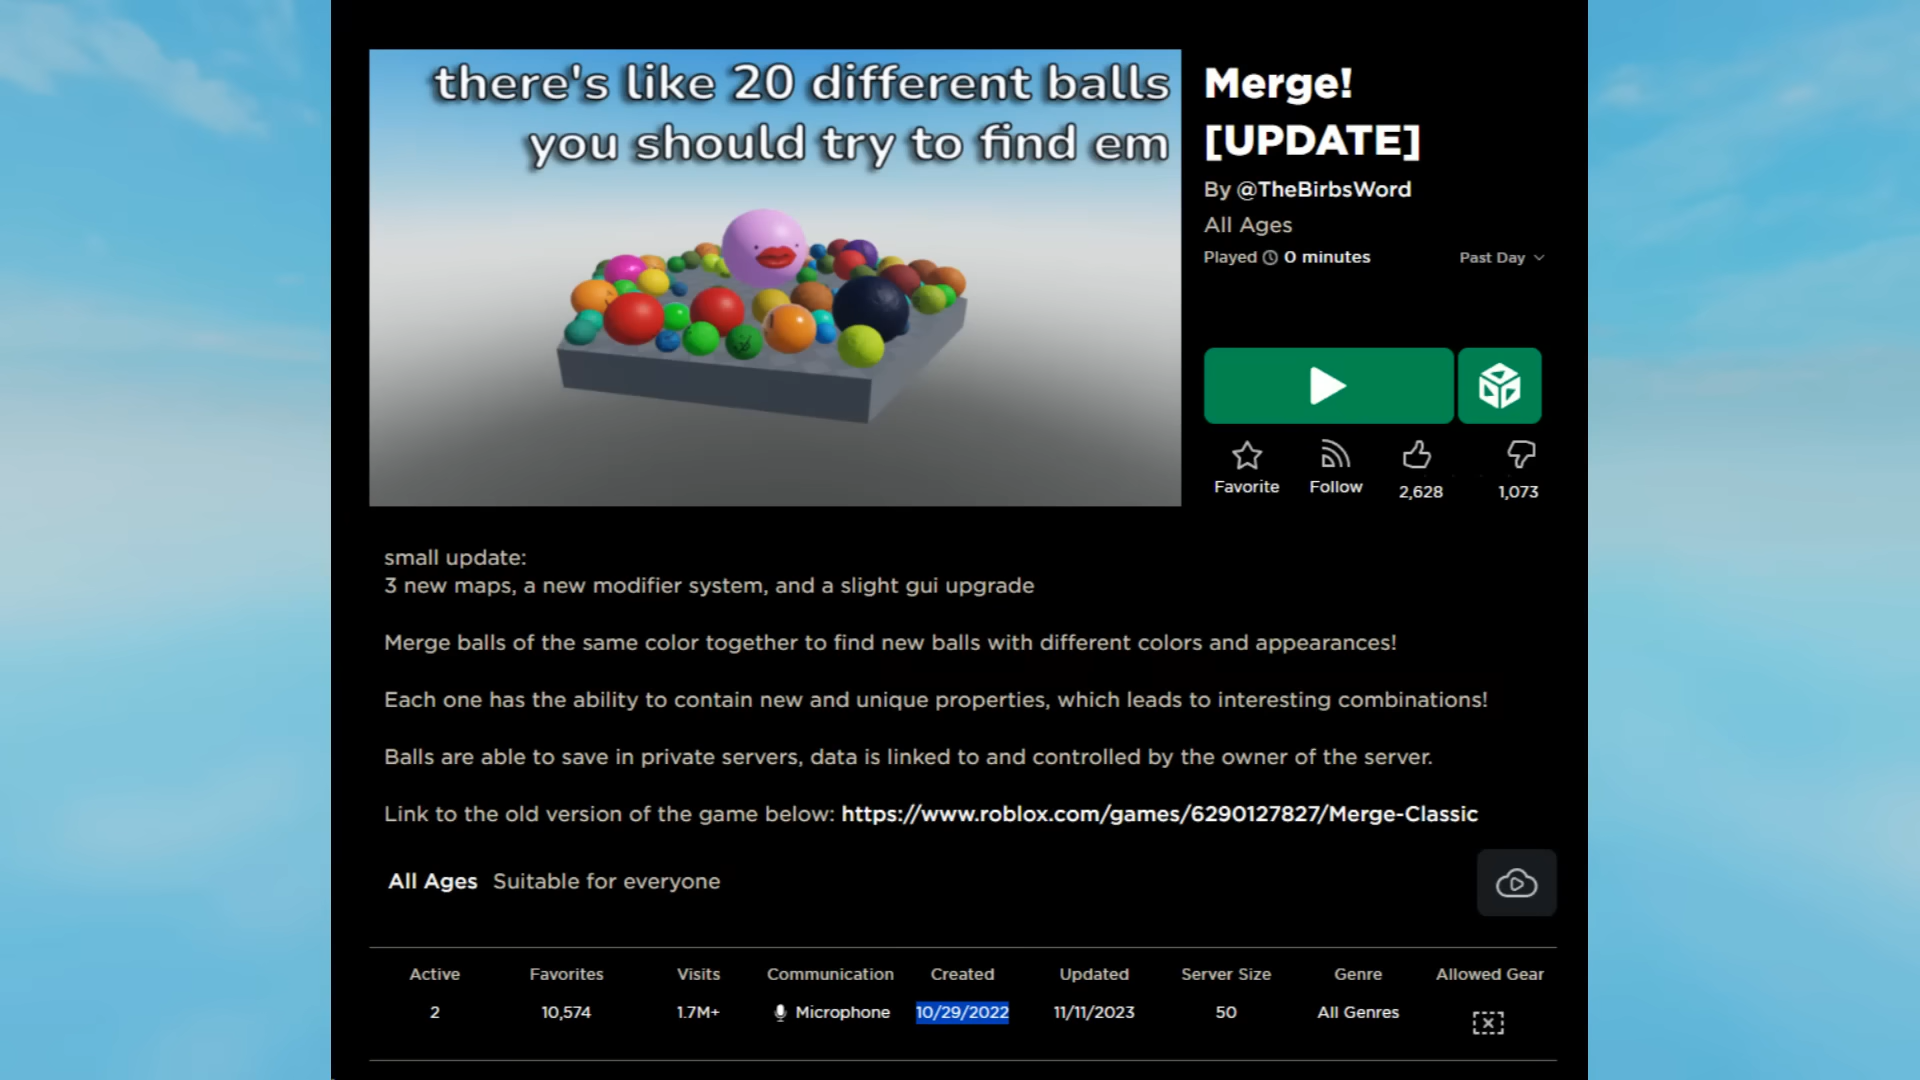 there's like 20 different balls
you should try to find em
Merge!
[UPDATE]
By @TheBirbsWord
All Ages
Played 0 minutes
Past Day
Favorite
Follow
2,628
1,073
small update:
3 new maps, a new modifier system, and a slight gui upgrade
Merge balls of the same color together to find new balls with different colors and appearances!
Each one has the ability to contain new and unique properties, which leads to interesting combinations!
Balls are able to save in private servers, data is linked to and controlled by the owner of the server.
Link to the old version of the game below: https://www.roblox.com/games/6290127827/Merge-Classic
All Ages Suitable for everyone
Active Favorites Visits Communication Created Updated Server Size Genre Allowed Gear
2 10,574 1.7M+ Microphone 10/29/2022 11/11/2023 50 All Genres